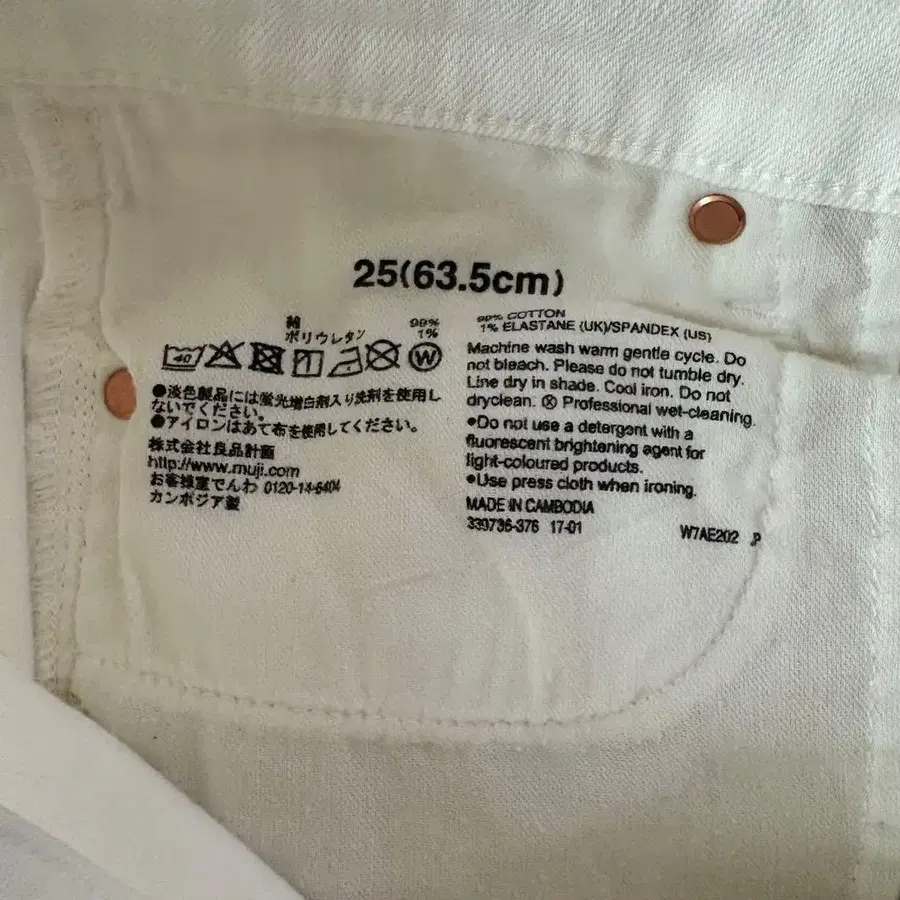 25(63.5cm)
綿 99%
ポリウレタン 1%
40 W
●淡色製品には蛍光増白剤入り洗剤を使用し
ないでください。
●アイロンはあて布を使用してください。
株式会社良品計画
http://www.muji.com
お客様室でんわ 0120-14-6404
カンボジア製
99% COTTON
1% ELASTANE (UK)/SPANDEX (US)
Machine wash warm gentle cycle. Do
not bleach. Please do not tumble dry.
Line dry in shade. Cool iron. Do not
dryclean. Ⓦ Professional wet-cleaning.
●Do not use a detergent with a
fluorescent brightening agent for
light-coloured products.
●Use press cloth when ironing.
MADE IN CAMBODIA
339736-376 17-01
W7AE202 JP